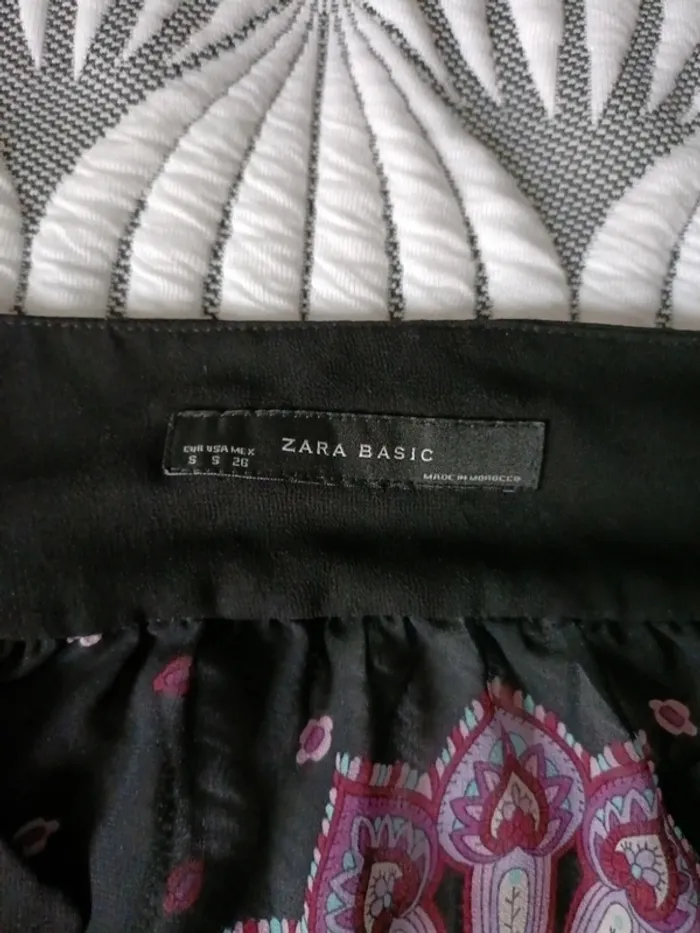 EUR USA MEX
S S 26
ZARA BASIC
MADE IN MOROCCO